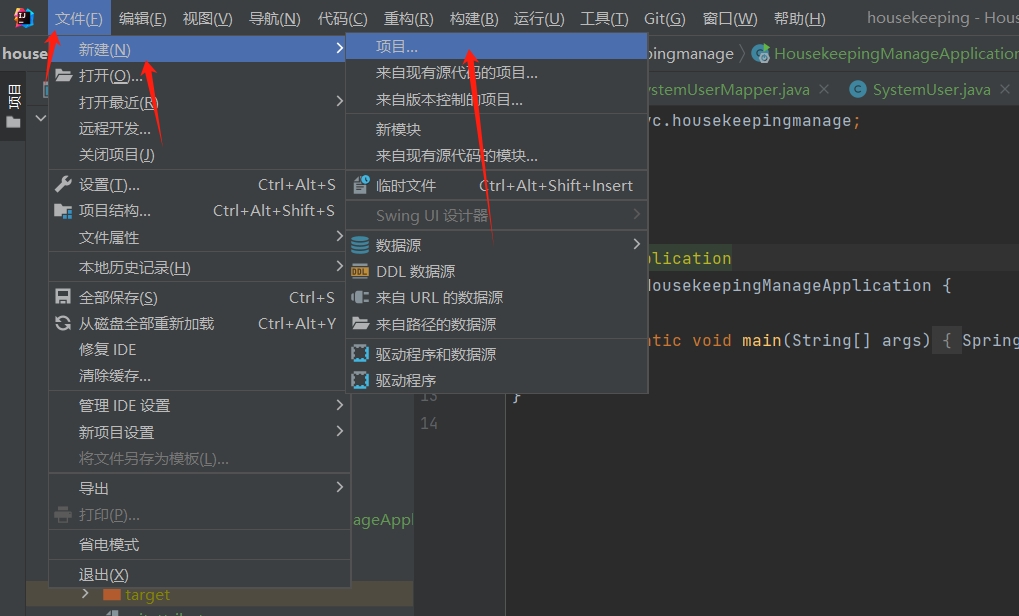 文件(F) 编辑(E) 视图(V) 导航(N) 代码(C) 重构(R) 构建(B) 运行(U) 工具(T) Git(G) 窗口(W) 帮助(H) housekeeping - Hous
house
pingmanage HousekeepingManageApplication
项目
新建(N)
打开(O)...
打开最近(R)
远程开发...
关闭项目(J)
设置(T)... Ctrl+Alt+S
项目结构... Ctrl+Alt+Shift+S
文件属性
本地历史记录(H)
全部保存(S) Ctrl+S
从磁盘全部重新加载 Ctrl+Alt+Y
修复 IDE
清除缓存...
管理 IDE 设置
新项目设置
将文件另存为模板(L)...
导出
打印(P)...
省电模式
退出(X)
项目...
来自现有源代码的项目...
来自版本控制的项目...
新模块
来自现有源代码的模块...
临时文件 Ctrl+Alt+Shift+Insert
Swing UI 设计器
数据源
DDL 数据源
来自 URL 的数据源
来自路径的数据源
驱动程序和数据源
驱动程序
ystemUserMapper.java SystemUser.java
c.housekeepingmanage;
plication
HousekeepingManageApplication {
tic void main(String[] args) { Spring
13 }
14
ageAppl
target